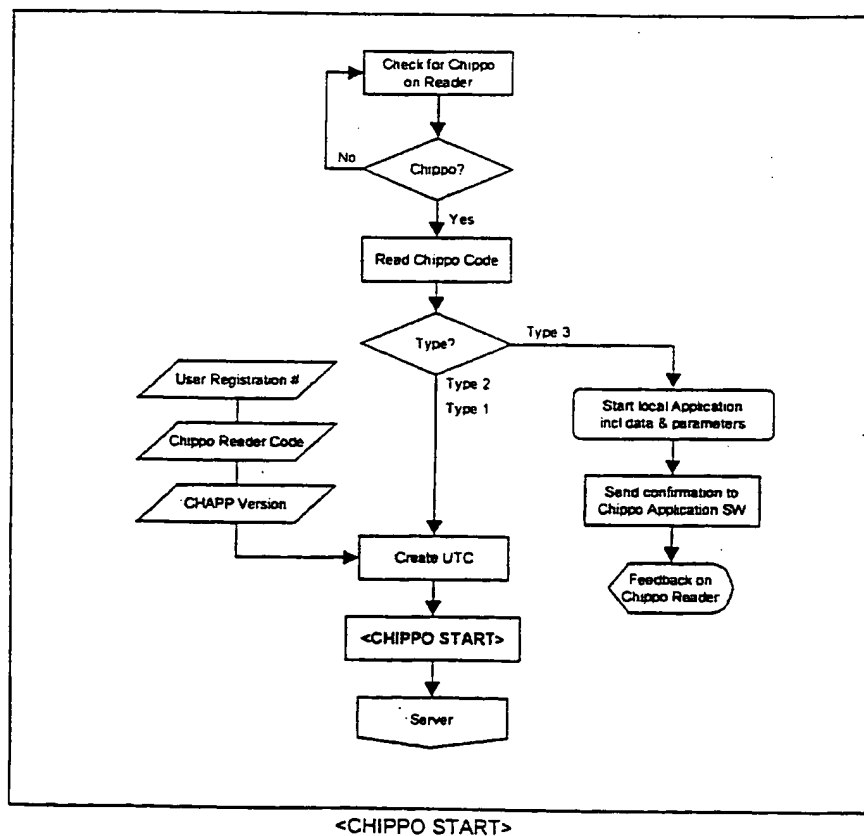 Check for Chippo
on Reader
No
Chippo?
Yes
Read Chippo Code
Type?
Type 3
User Registration #
Type 2
Type 1
Start local Application
incl data & parameters
Chippo Reader Code
CHAPP Version
Send confirmation to
Chippo Application SW
Create UTC
Feedback on
Chippo Reader
<CHIPPO START>
Server
<CHIPPO START>